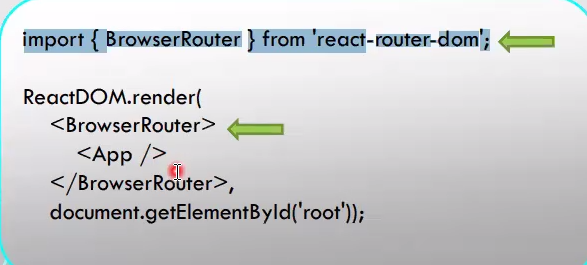 import { BrowserRouter } from 'react-router-dom';
ReactDOM.render(
<BrowserRouter>
<App />
</BrowserRouter>,
document.getElementById('root'));